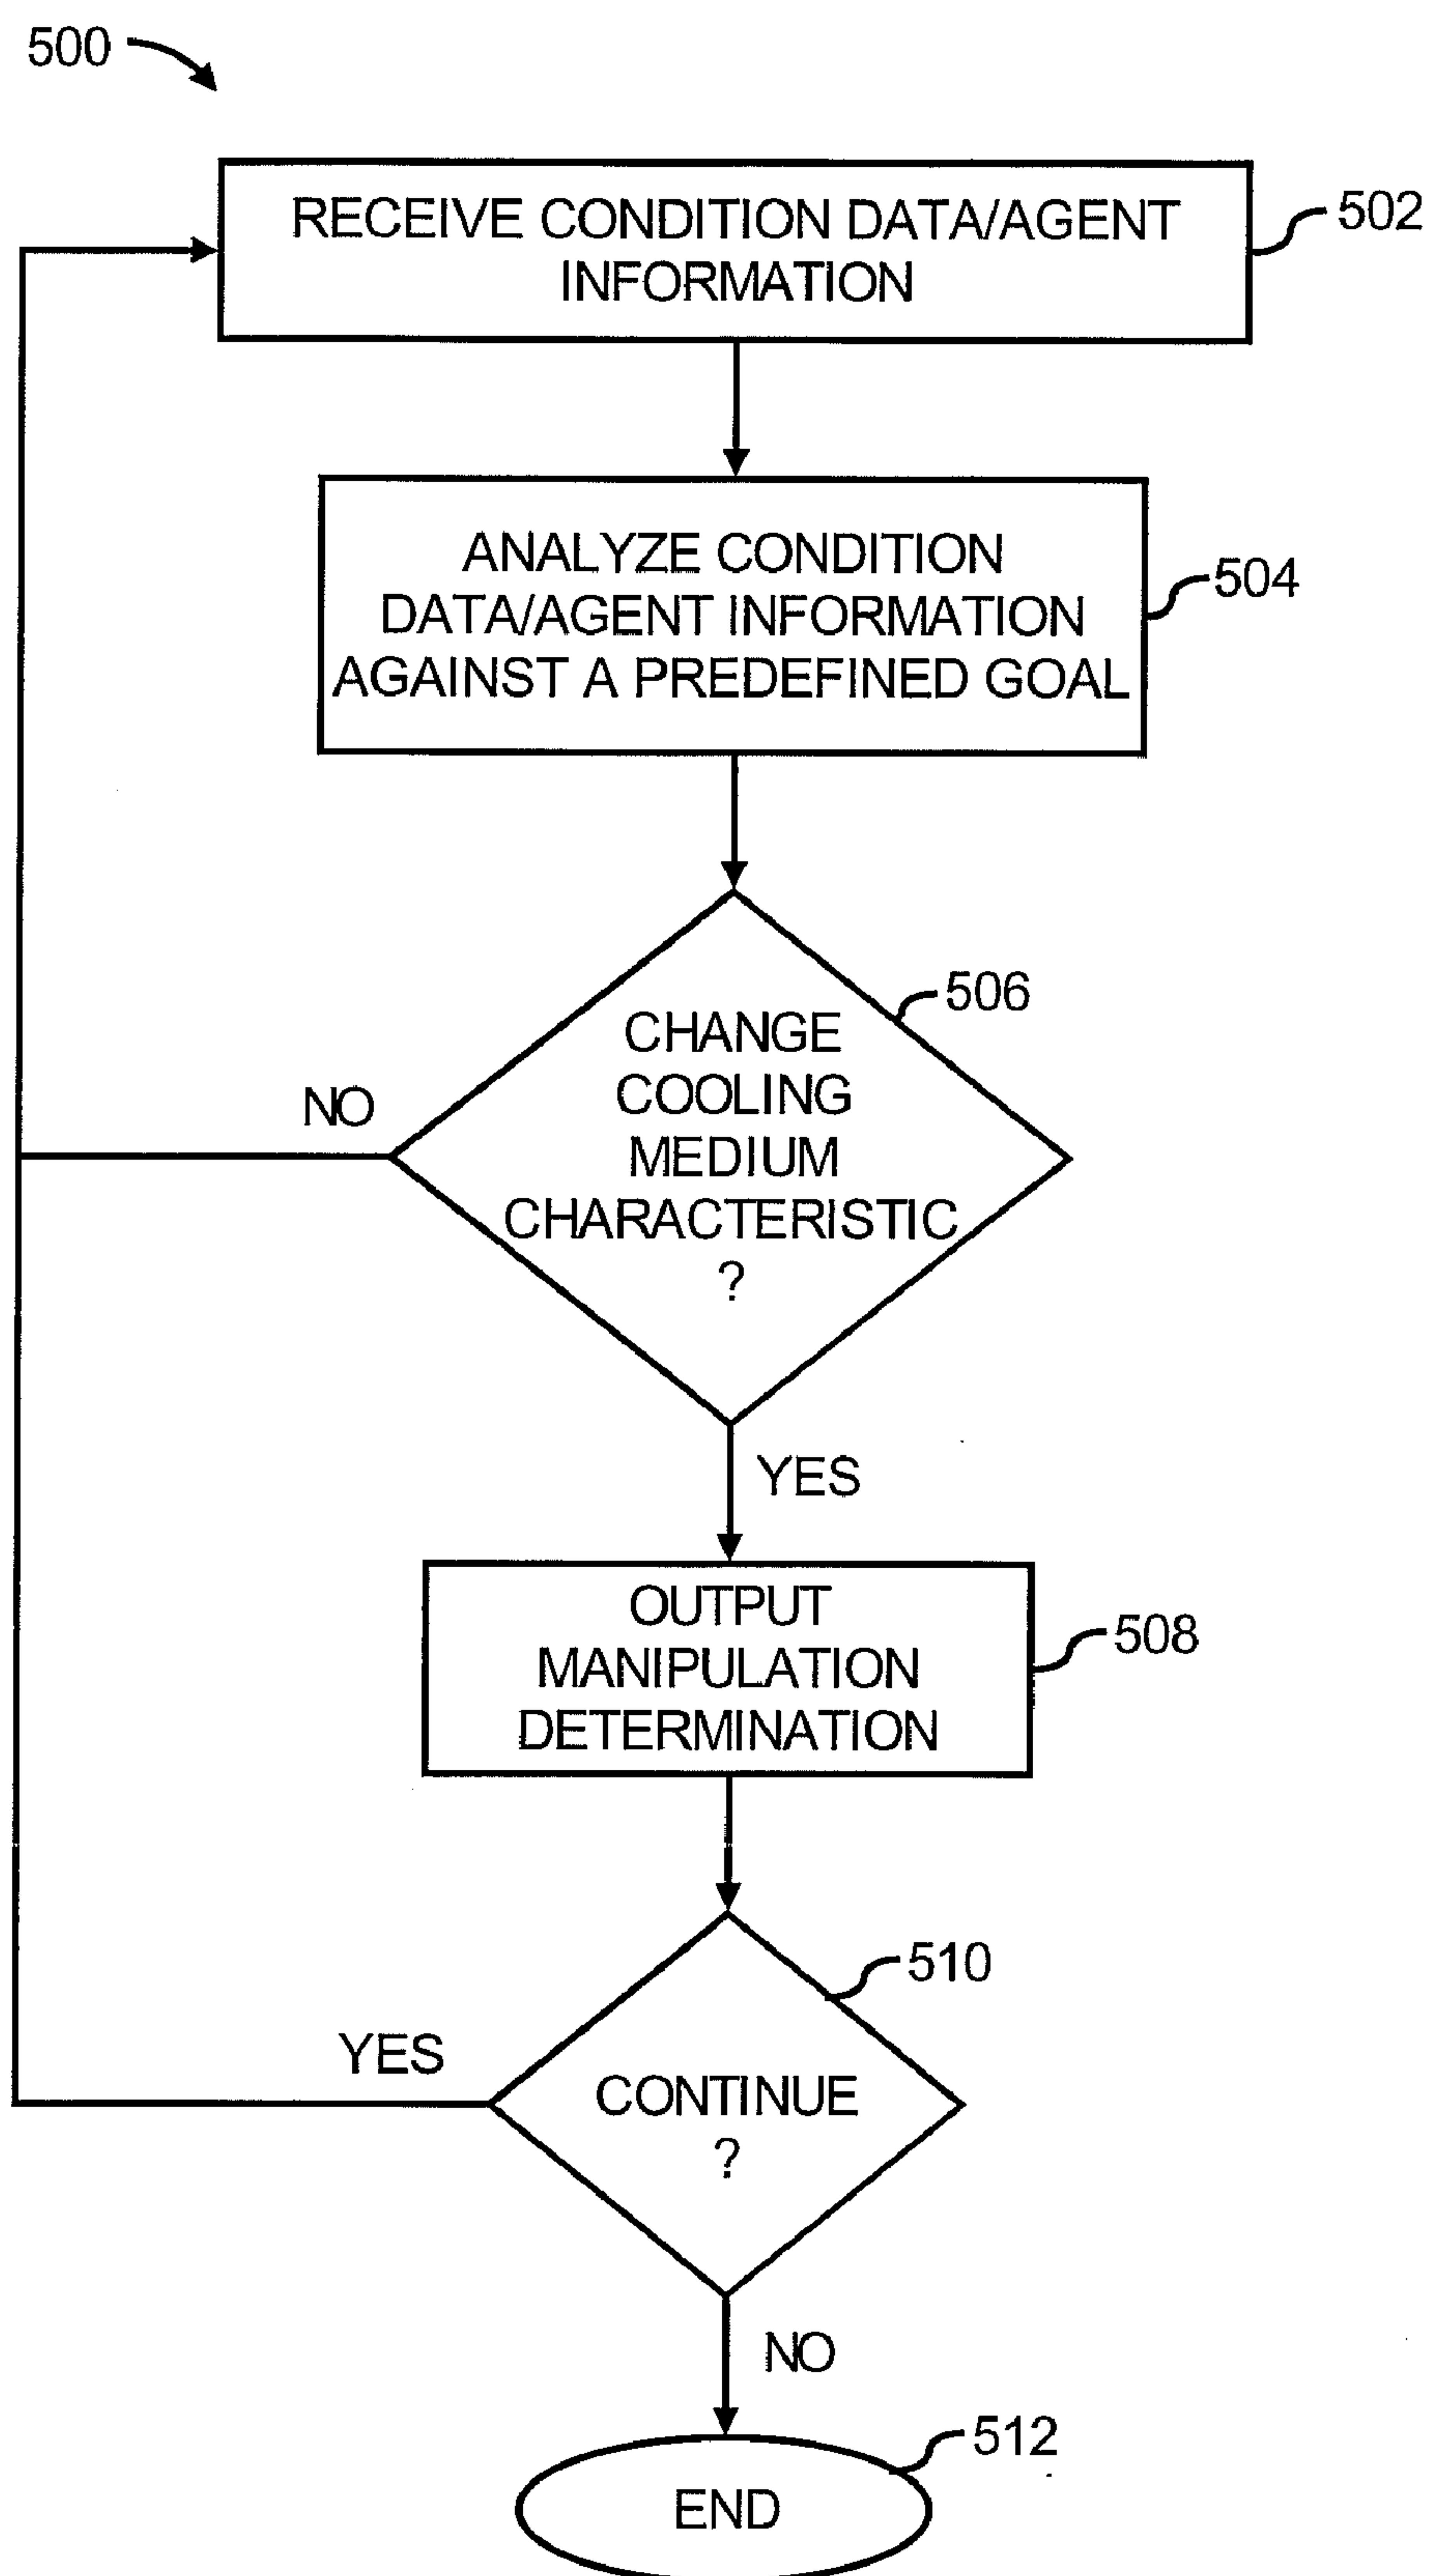 500
RECEIVE CONDITION DATA/AGENT
INFORMATION
502
ANALYZE CONDITION
DATA/AGENT INFORMATION
AGAINST A PREDEFINED GOAL
504
506
CHANGE
COOLING
MEDIUM
CHARACTERISTIC
?
NO
YES
OUTPUT
MANIPULATION
DETERMINATION
508
510
YES
CONTINUE
?
NO
512
END